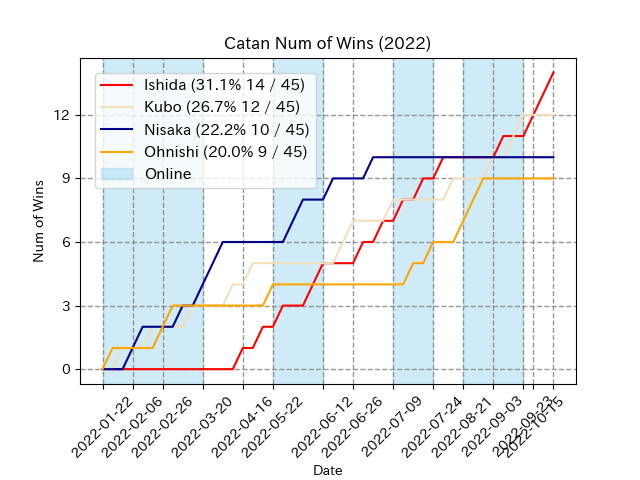 Catan Num of Wins (2022)
Ishida (31.1% 14 / 45)
Kubo (26.7% 12 / 45)
Nisaka (22.2% 10 / 45)
Ohnishi (20.0% 9 / 45)
Online
Num of Wins
12
9
6
3
0
2022-01-22
2022-02-06
2022-02-26
2022-03-20
2022-04-16
2022-05-22
2022-06-12
2022-06-26
2022-07-09
2022-07-24
2022-08-21
2022-09-03
2022-09-23
2022-10-15
Date